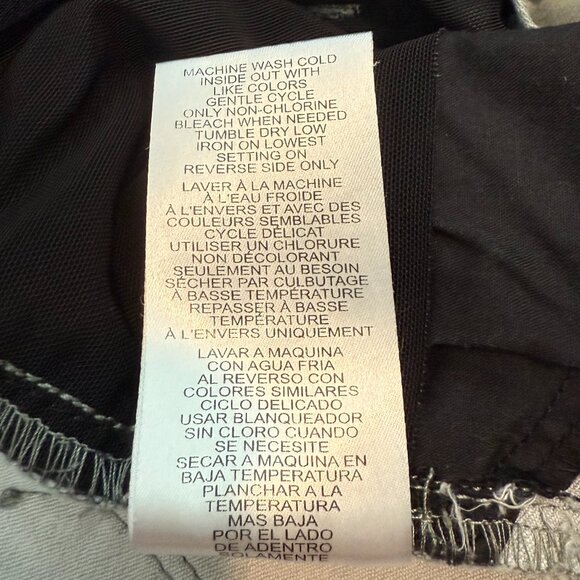 MACHINE WASH COLD
INSIDE OUT WITH
LIKE COLORS
GENTLE CYCLE
ONLY NON-CHLORINE
BLEACH WHEN NEEDED
TUMBLE DRY LOW
IRON ON LOWEST
SETTING ON
REVERSE SIDE ONLY
LAVER À LA MACHINE
À L'EAU FROIDE
À L'ENVERS ET AVEC DES
COULEURS SEMBLABLES
CYCLE DÉLICAT
UTILISER UN CHLORURE
NON DÉCOLORANT
SEULEMENT AU BESOIN
SÉCHER PAR CULBUTAGE
À BASSE TEMPÉRATURE
REPASSER À BASSE
TEMPÉRATURE
À L'ENVERS UNIQUEMENT
LAVAR A MAQUINA
CON AGUA FRIA
AL REVERSO CON
COLORES SIMILARES
CICLO DELICADO
USAR BLANQUEADOR
SIN CLORO CUANDO
SE NECESITE
SECAR A MAQUINA EN
BAJA TEMPERATURA
PLANCHAR A LA
TEMPERATURA
MAS BAJA
POR EL LADO
DE ADENTRO
SOLAMENTE